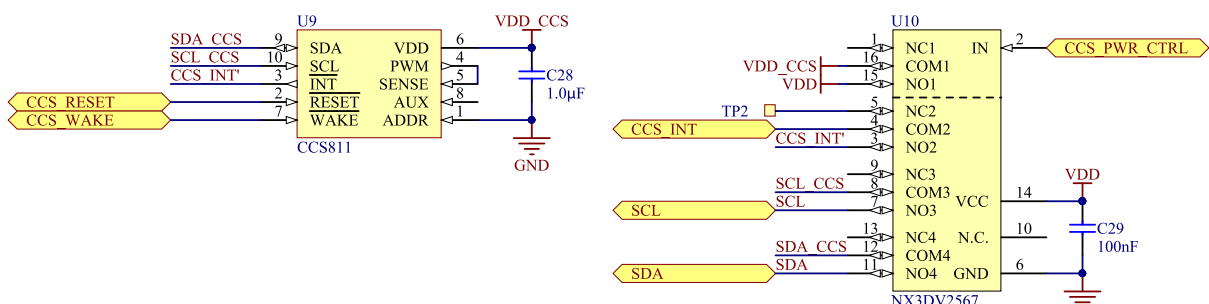 U9
VDD_CCS
SDA_CCS 9 SDA VDD 6
SCL_CCS 10 SCL PWM 4
CCS_INT' 3 INT SENSE 5
CCS_RESET 2 RESET AUX 8
CCS_WAKE 7 WAKE ADDR 1
C28
1.0µF
CCS811
GND
U10
1 NC1 IN 2 CCS_PWR_CTRL
VDD_CCS 16 COM1
VDD 15 NO1
TP2 5 NC2
CCS_INT 4 COM2
CCS_INT' 3 NO2
9 NC3
SCL_CCS 8 COM3
SCL SCL 7 NO3
VCC 14 VDD
13 NC4 N.C. 10
SDA_CCS 12 COM4
SDA SDA 11 NO4 GND 6
C29
100nF
NX3DV2567